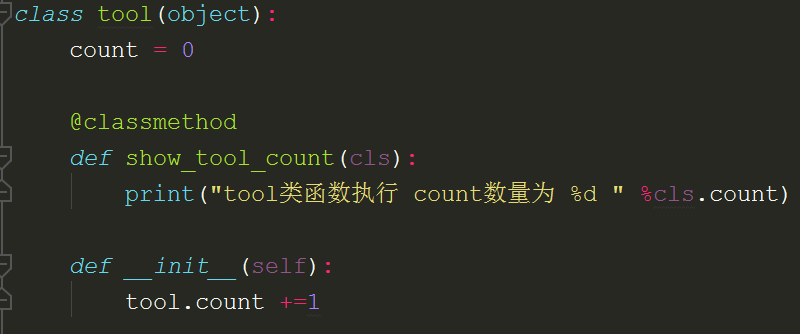 class tool(object):
    count = 0
    @classmethod
    def show_tool_count(cls):
        print("tool类函数执行 count数量为 %d " %cls.count)
    def __init__(self):
        tool.count +=1